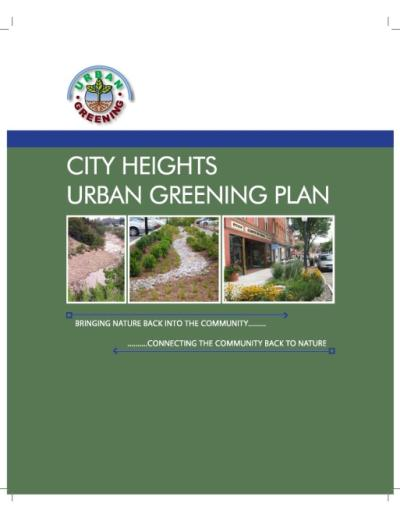 URBAN
GREENING
CITY HEIGHTS
URBAN GREENING PLAN
BRINGING NATURE BACK INTO THE COMMUNITY.........
.........CONNECTING THE COMMUNITY BACK TO NATURE